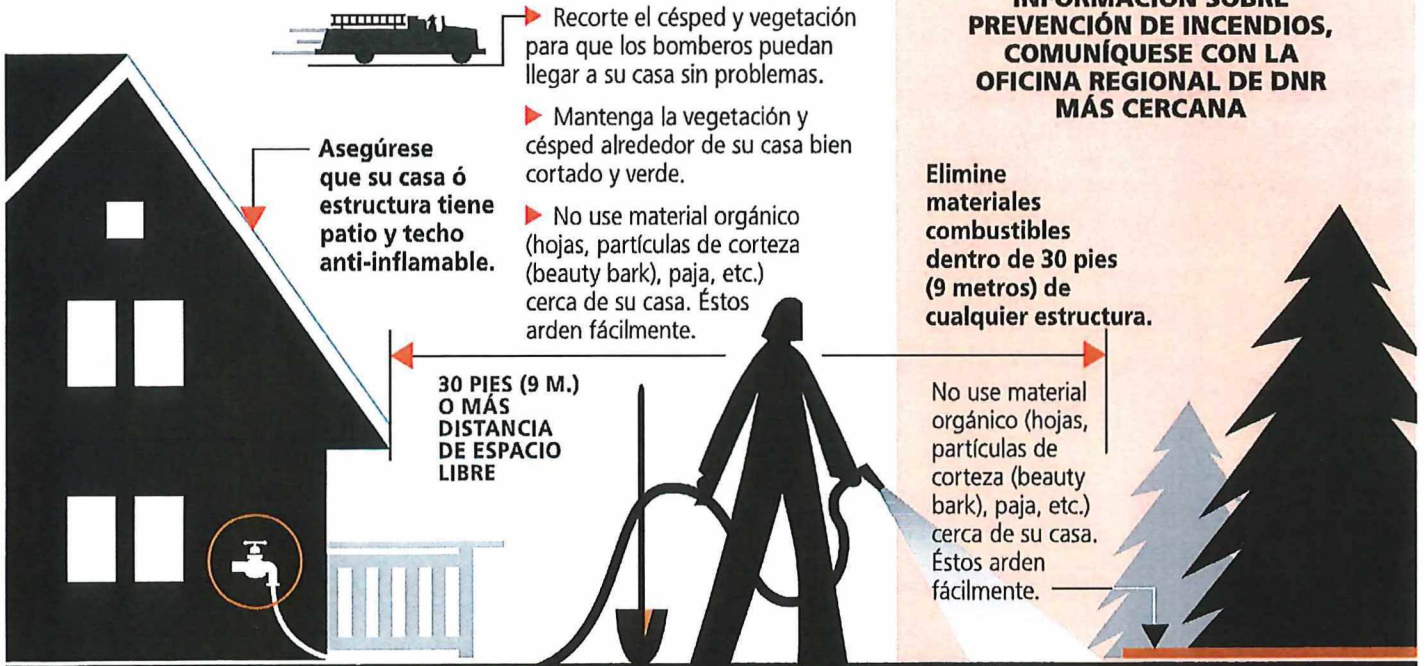 ▶ Recorte el césped y vegetación
para que los bomberos puedan
llegar a su casa sin problemas.
▶ Mantenga la vegetación y
césped alrededor de su casa bien
cortado y verde.
▶ No use material orgánico
(hojas, partículas de corteza
(beauty bark), paja, etc.)
cerca de su casa. Éstos
arden fácilmente.
Asegúrese
que su casa ó
estructura tiene
patio y techo
anti-inflamable.
30 PIES (9 M.)
O MÁS
DISTANCIA
DE ESPACIO
LIBRE
INFORMACIÓN SOBRE
PREVENCIÓN DE INCENDIOS,
COMUNÍQUESE CON LA
OFICINA REGIONAL DE DNR
MÁS CERCANA
Elimine
materiales
combustibles
dentro de 30 pies
(9 metros) de
cualquier estructura.
No use material
orgánico (hojas,
partículas de
corteza (beauty
bark), paja, etc.)
cerca de su casa.
Éstos arden
fácilmente.